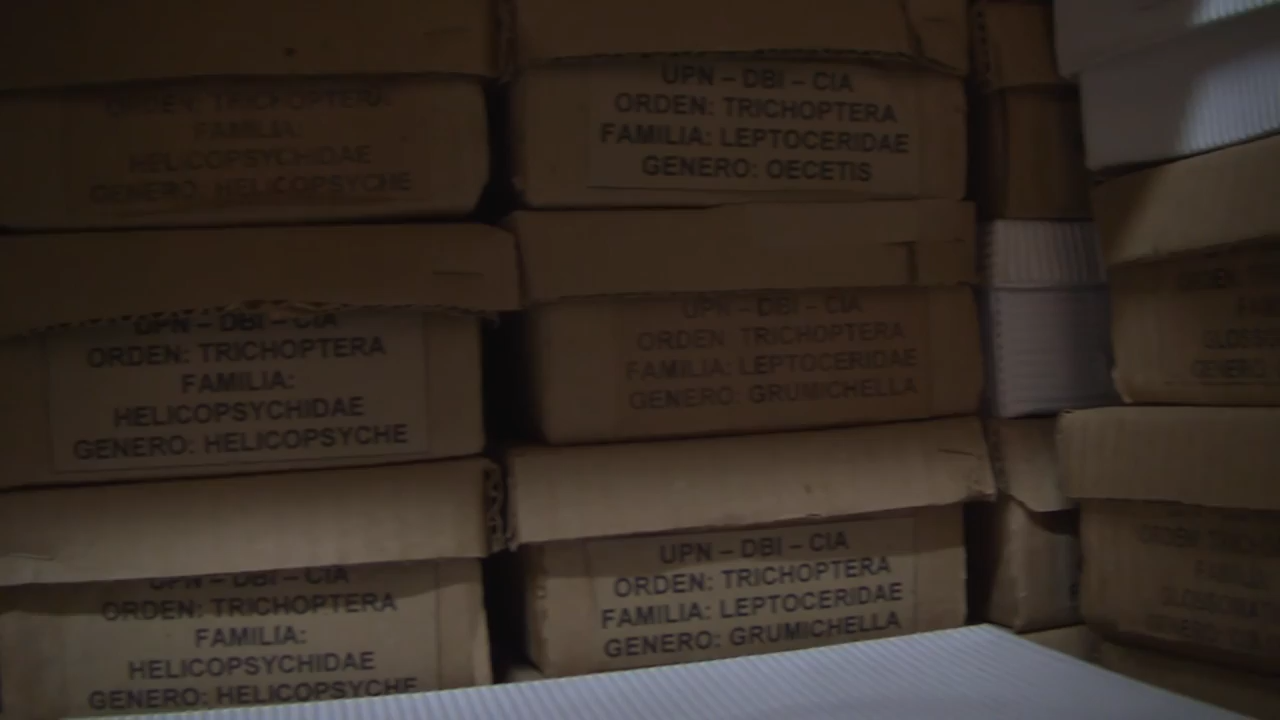 ORDEN: TRICHOPTERA
FAMILIA:
HELICOPSYCHIDAE
GENERO: HELICOPSYCHE
UPN – DBI – CIA
ORDEN: TRICHOPTERA
FAMILIA: LEPTOCERIDAE
GENERO: OECETIS
UPN – DBI – CIA
ORDEN: TRICHOPTERA
FAMILIA:
HELICOPSYCHIDAE
GENERO: HELICOPSYCHE
UPN – DBI – CIA
ORDEN TRICHOPTERA
FAMILIA: LEPTOCERIDAE
GENERO GRUMICHELLA
UPN – DBI – CIA
ORDEN: TRICHOPTERA
FAMILIA:
HELICOPSYCHIDAE
GENERO: HELICOPSYCHE
UPN – DBI – CIA
ORDEN: TRICHOPTERA
FAMILIA: LEPTOCERIDAE
GENERO: GRUMICHELLA